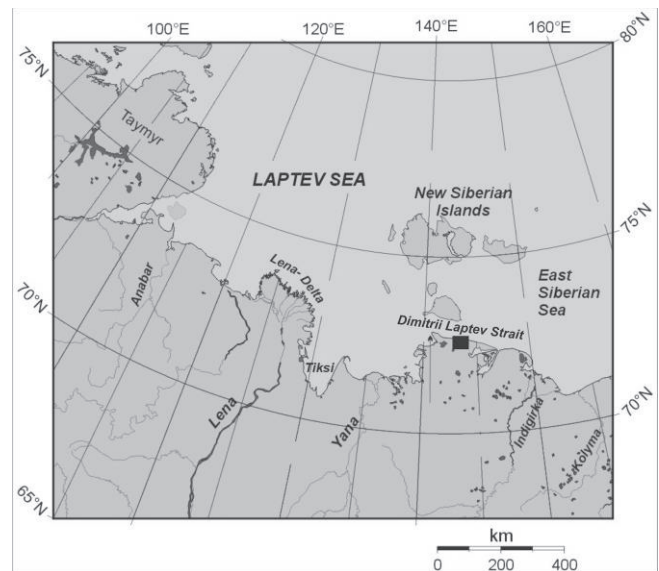 100°E
120°E
140°E
160°E
80°N
75°N
Taymyr
LAPTEV SEA
New Siberian
Islands
75°N
East
Siberian
Sea
Anabar
Lena- Delta
Dimitrii Laptev Strait
70°N
Tiksi
Lena
Yana
Indigirka
Kolyma
70°N
65°N
km
0 200 400